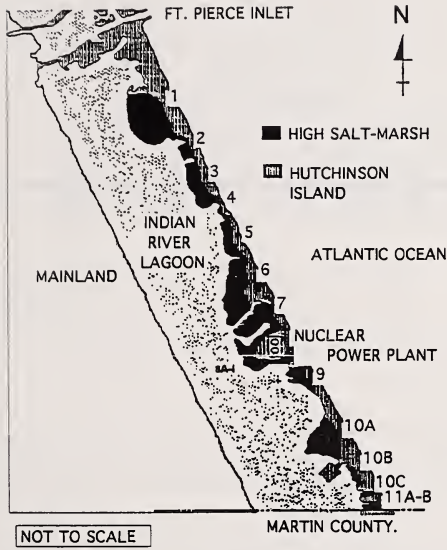 FT. PIERCE INLET
N
1
HIGH SALT-MARSH
2
HUTCHINSON
ISLAND
3
4
INDIAN
RIVER
LAGOON
5
ATLANTIC OCEAN
MAINLAND
6
7
NUCLEAR
POWER PLANT
9
10A
10B
10C
11A-B
MARTIN COUNTY.
NOT TO SCALE